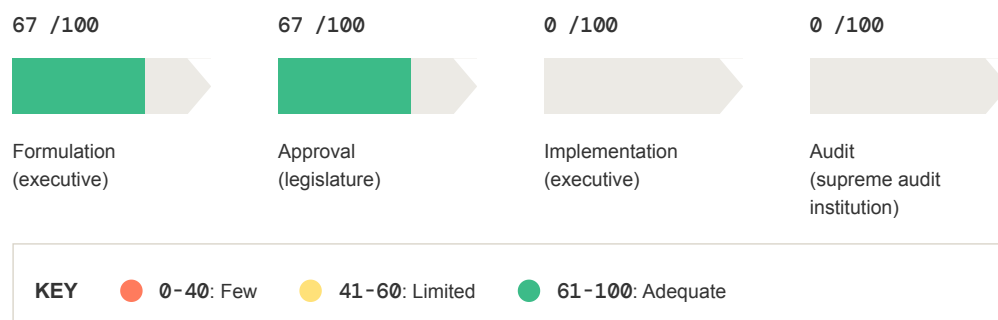 67 /100
67 /100
0 /100
0 /100
Formulation
(executive)
Approval
(legislature)
Implementation
(executive)
Audit
(supreme audit
institution)
KEY
0-40: Few
41-60: Limited
61-100: Adequate